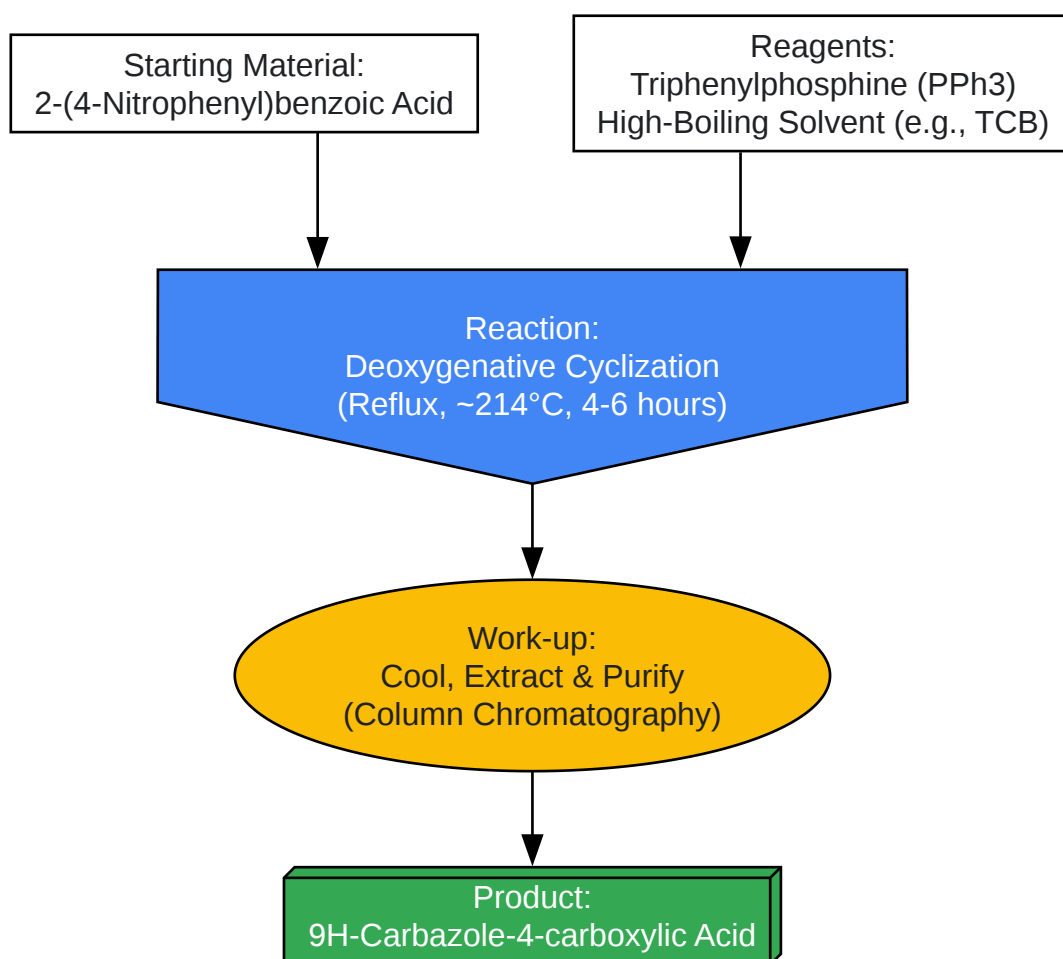 Starting Material:
2-(4-Nitrophenyl)benzoic Acid
Reagents:
Triphenylphosphine (PPh3)
High-Boiling Solvent (e.g., TCB)
Reaction:
Deoxygenative Cyclization
(Reflux, ~214°C, 4-6 hours)
Work-up:
Cool, Extract & Purify
(Column Chromatography)
Product:
9H-Carbazole-4-carboxylic Acid